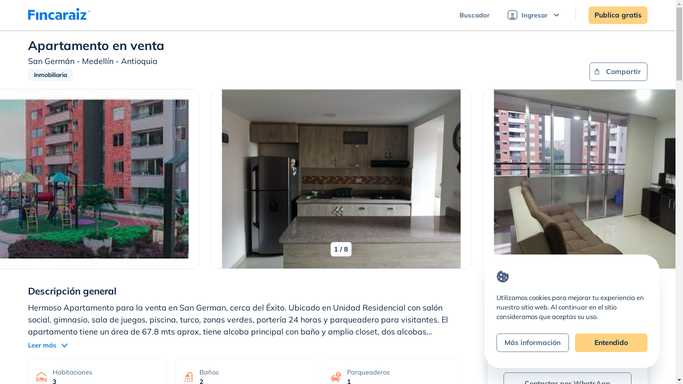 Fincaraiz
Buscador
Ingresar
Publica gratis
Apartamento en venta
San Germán - Medellín - Antioquia
Inmobiliaria
Compartir
1 / 8
Descripción general
Hermoso Apartamento para la venta en San German, cerca del Éxito. Ubicado en Unidad Residencial con salón
social, gimnasio, sala de juegos, piscina, turco, zonas verdes, portería 24 horas y parqueadero para visitantes. El
apartamento tiene un área de 67.8 mts aprox, tiene alcoba principal con baño y amplio closet, dos alcobas...
Leer más
Habitaciones
3
Baños
2
Parqueaderos
1
Utilizamos cookies para mejorar tu experiencia en
nuestro sitio web. Al continuar en el sitio
consideramos que aceptas su uso.
Más información
Entendido
Contactar por WhatsApp